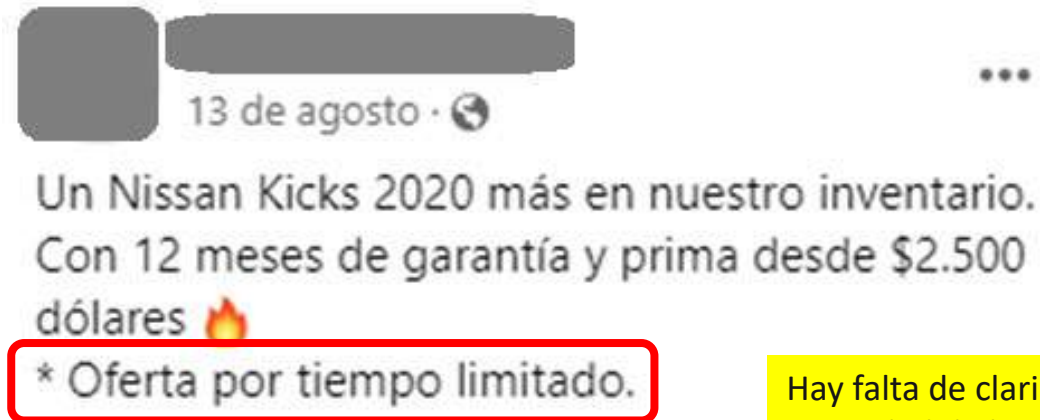 13 de agosto ·
Un Nissan Kicks 2020 más en nuestro inventario.
Con 12 meses de garantía y prima desde $2.500
dólares 🔥
* Oferta por tiempo limitado.
Hay falta de clari